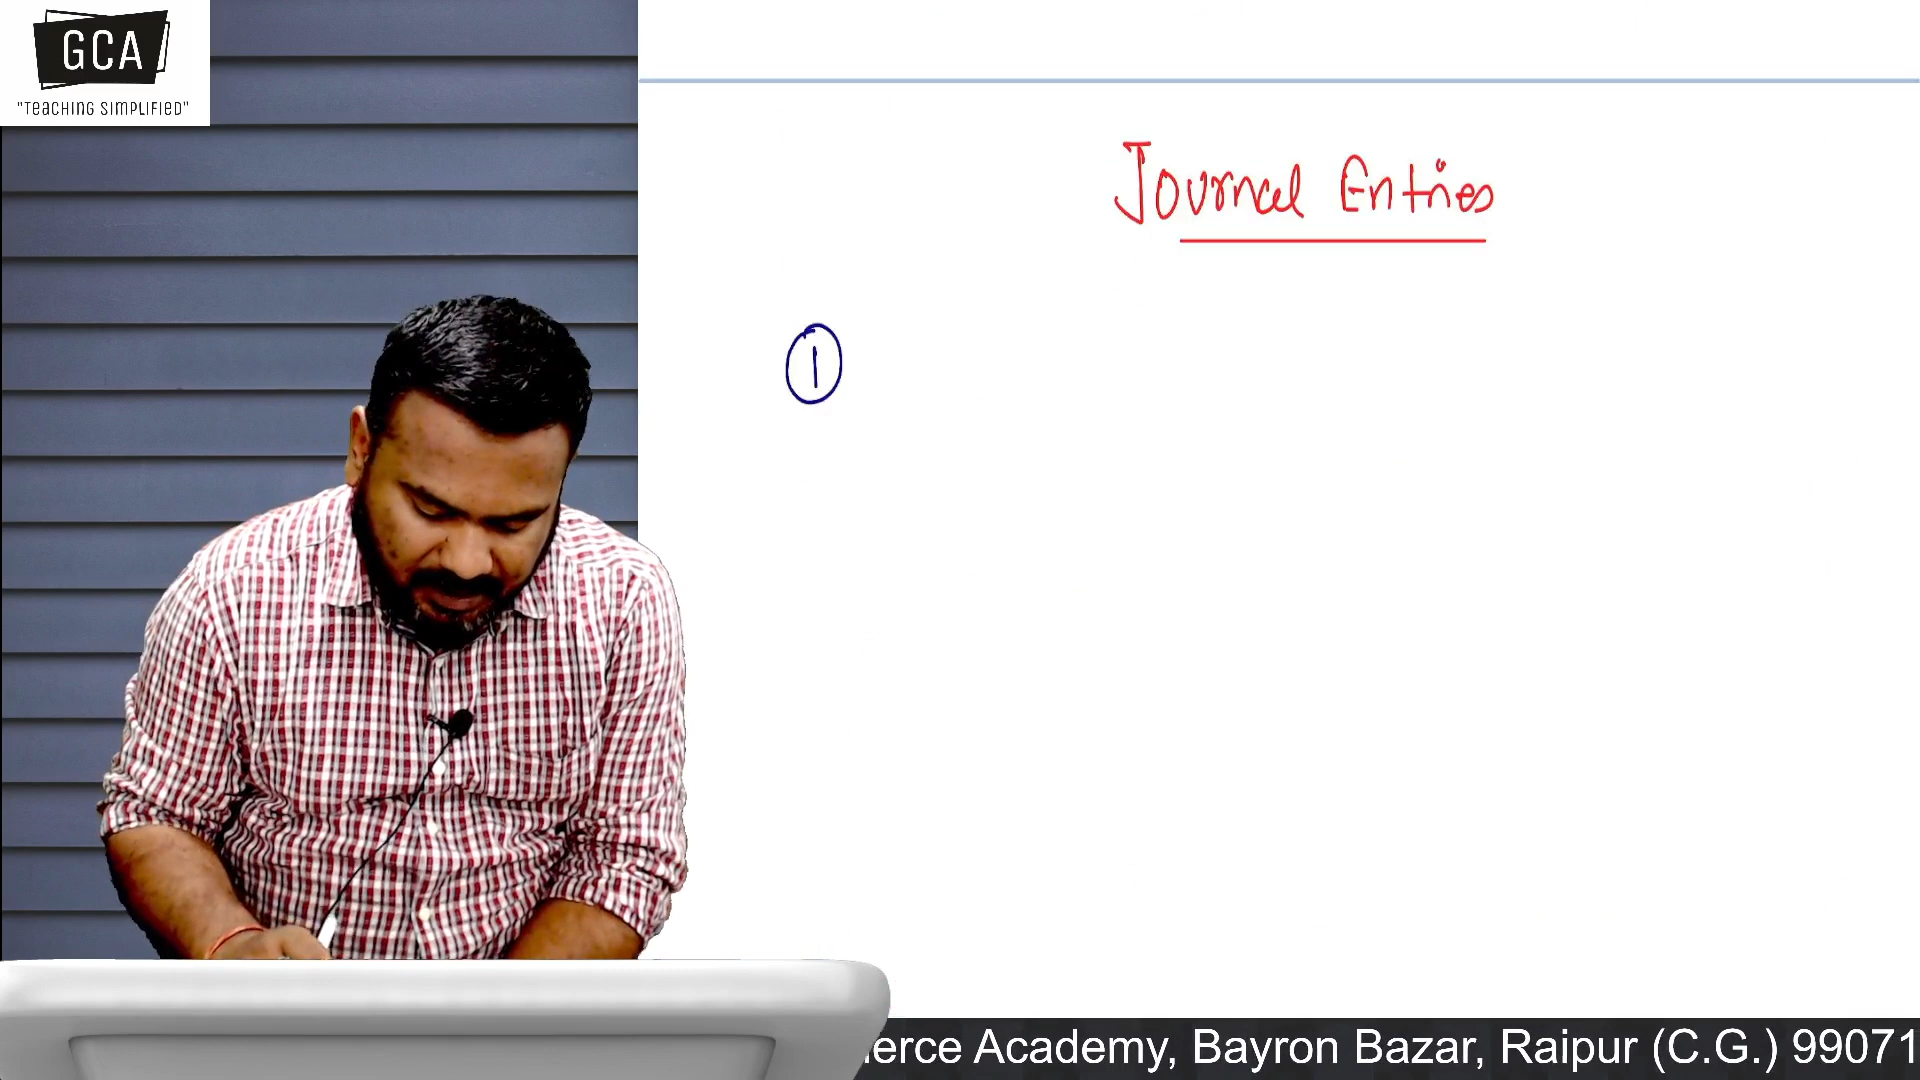 GCA
"TEACHING SIMPLIFIED"
Journal Entries
1
erce Academy, Bayron Bazar, Raipur (C.G.) 99071